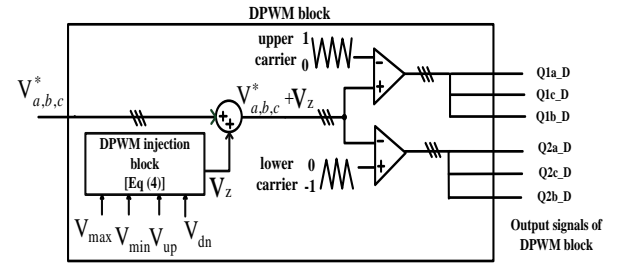 DPWM block
upper 1
carrier 0
Q1a_D
Q1c_D
Q1b_D
V*a,b,c
V*a,b,c +Vz
DPWM injection
block
[Eq (4)]
Vz
lower 0
carrier -1
Q2a_D
Q2c_D
Q2b_D
Vmax Vmin Vup Vdn
Output signals of
DPWM block